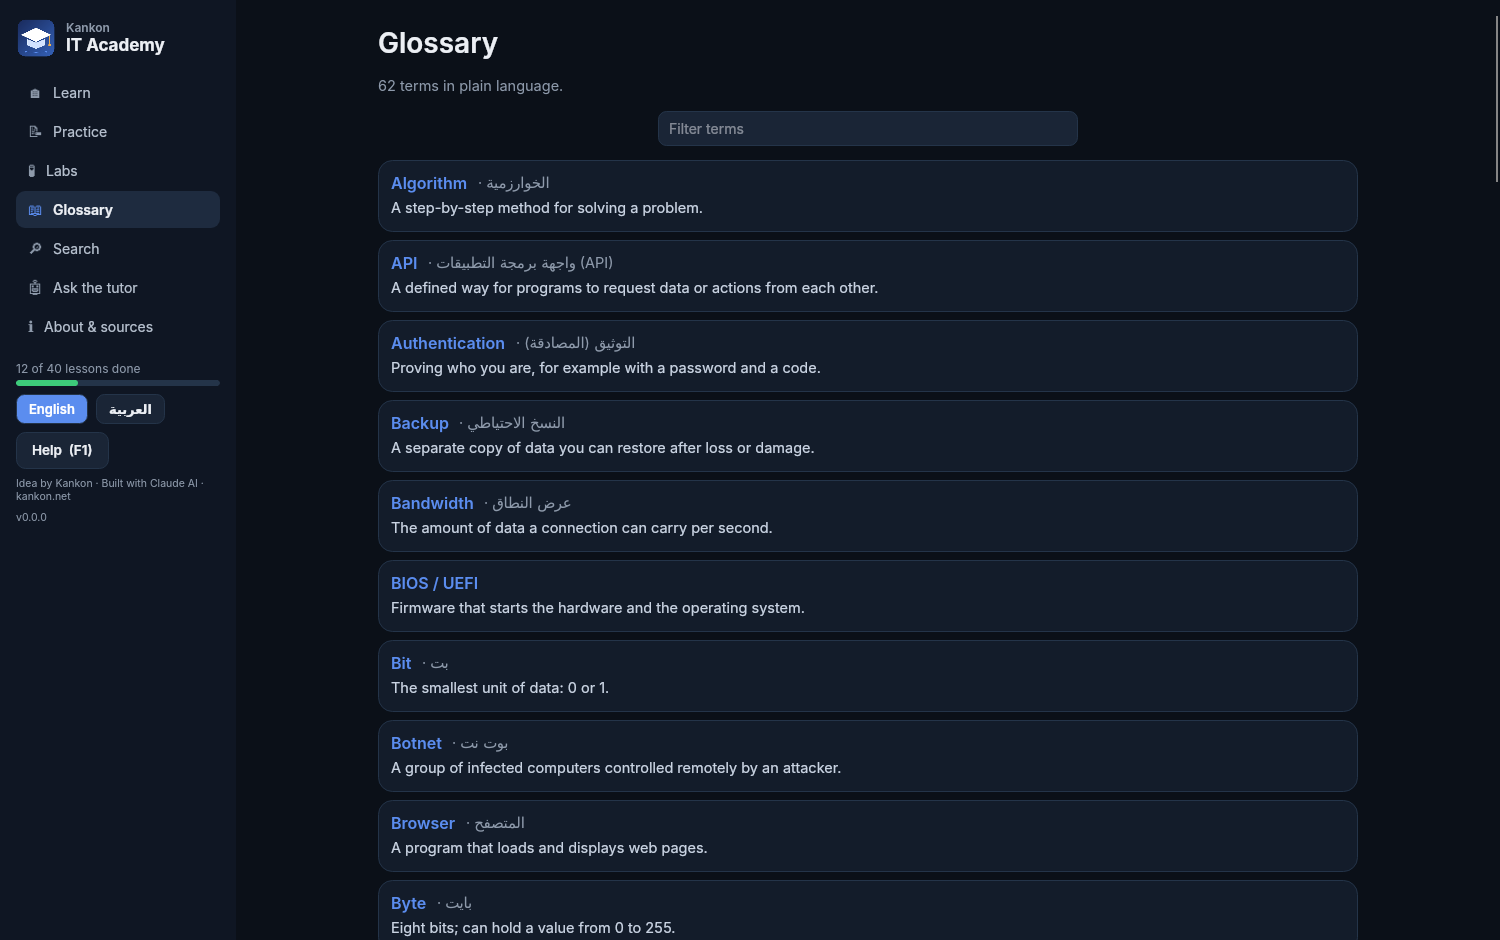 Kankon
IT Academy
Learn
Practice
Labs
Glossary
Search
Ask the tutor
About & sources
12 of 40 lessons done
English
العربية
Help (F1)
Idea by Kankon · Built with Claude AI ·
kankon.net
v0.0.0
Glossary
62 terms in plain language.
Filter terms
Algorithm · الخوارزمية
A step-by-step method for solving a problem.
API · واجهة برمجة التطبيقات (API)
A defined way for programs to request data or actions from each other.
Authentication · التوثيق (المصادقة)
Proving who you are, for example with a password and a code.
Backup · النسخ الاحتياطي
A separate copy of data you can restore after loss or damage.
Bandwidth · عرض النطاق
The amount of data a connection can carry per second.
BIOS / UEFI
Firmware that starts the hardware and the operating system.
Bit · بت
The smallest unit of data: 0 or 1.
Botnet · بوت نت
A group of infected computers controlled remotely by an attacker.
Browser · المتصفح
A program that loads and displays web pages.
Byte · بايت
Eight bits; can hold a value from 0 to 255.